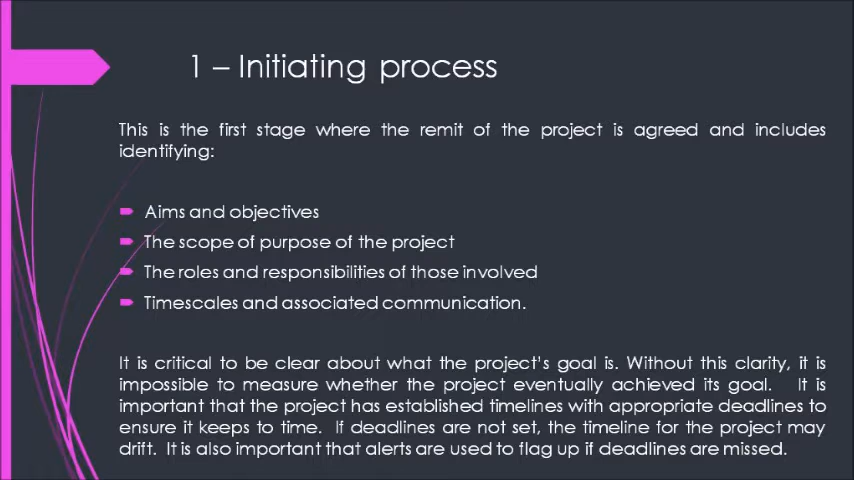 1 – Initiating process
This is the first stage where the remit of the project is agreed and includes
identifying:
Aims and objectives
The scope of purpose of the project
The roles and responsibilities of those involved
Timescales and associated communication.
It is critical to be clear about what the project's goal is. Without this clarity, it is
impossible to measure whether the project eventually achieved its goal. It is
important that the project has established timelines with appropriate deadlines to
ensure it keeps to time. If deadlines are not set, the timeline for the project may
drift. It is also important that alerts are used to flag up if deadlines are missed.